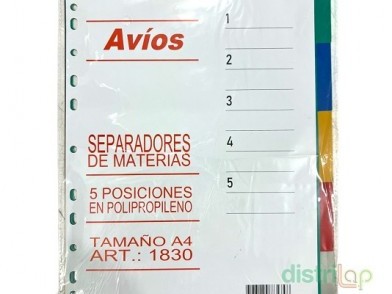 Avíos
SEPARADORES
DE MATERIAS
5 POSICIONES
EN POLIPROPILENO
TAMAÑO A4
ART.: 1830
1
2
3
4
5
distrilap